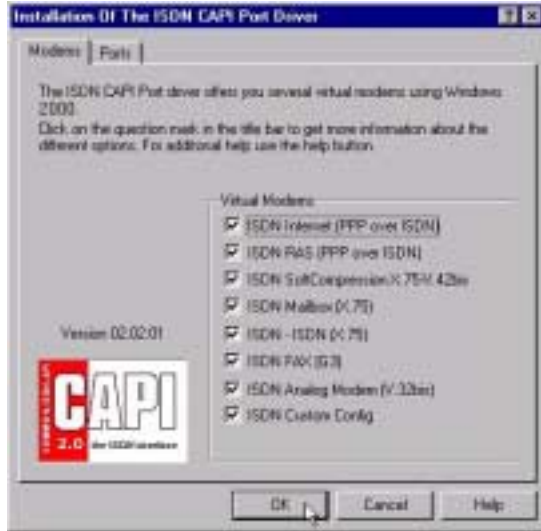 Installation Of The ISDN CAPI Port Driver
Modems
Ports
The ISDN CAPI Port driver offers you several virtual modems using Windows
2000.
Click on the question mark in the title bar to get more information about the
different options. For additional help use the help button.
Virtual Modems
ISDN Internet (PPP over ISDN)
ISDN RAS (PPP over ISDN)
ISDN SoftCompression X.75-V.42bis
ISDN Mailbox (X.75)
ISDN - ISDN (X.75)
ISDN FAX (G3)
ISDN Analog Modem (V.32bis)
ISDN Custom Config
Version 02.02.01
CAPI
2.0 the ISDN interface
OK
Cancel
Help